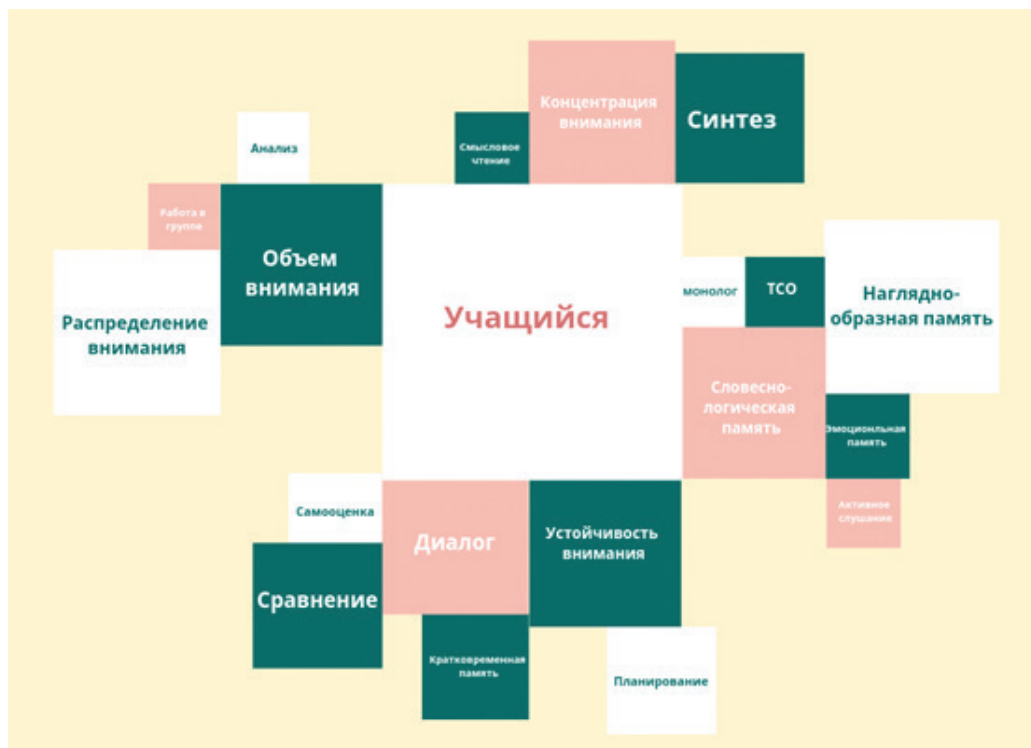 Концентрация
внимания
Синтез
Анализ
Смысловое
чтение
Работа в
группе
Объем
внимания
Распределение
внимания
Учащийся
монолог
ТСО
Наглядно-
образная память
Словесно-
логическая
память
Эмоционльная
память
Активное
слушание
Самооценка
Диалог
Устойчивость
внимания
Сравнение
Кратковременная
память
Планирование